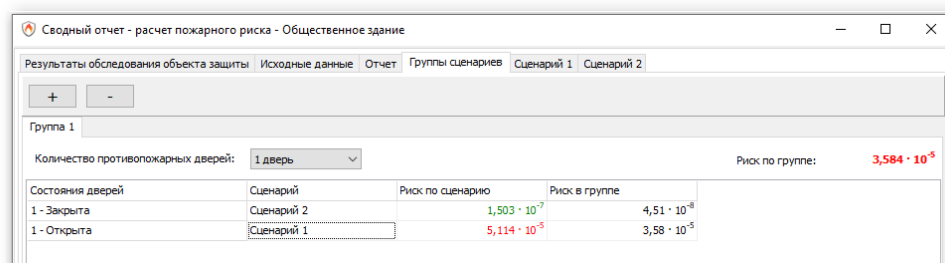 Сводный отчет - расчет пожарного риска - Общественное здание
Результаты обследования объекта защиты Исходные данные Отчет Группы сценариев Сценарий 1 Сценарий 2
+ -
Группа 1
Количество противопожарных дверей: 1 дверь Риск по группе: 3,584 · 10⁻⁵
Состояния дверей Сценарий Риск по сценарию Риск в группе
1 - Закрыта Сценарий 2 1,503 · 10⁻⁷ 4,51 · 10⁻⁸
1 - Открыта Сценарий 1 5,114 · 10⁻⁵ 3,58 · 10⁻⁵